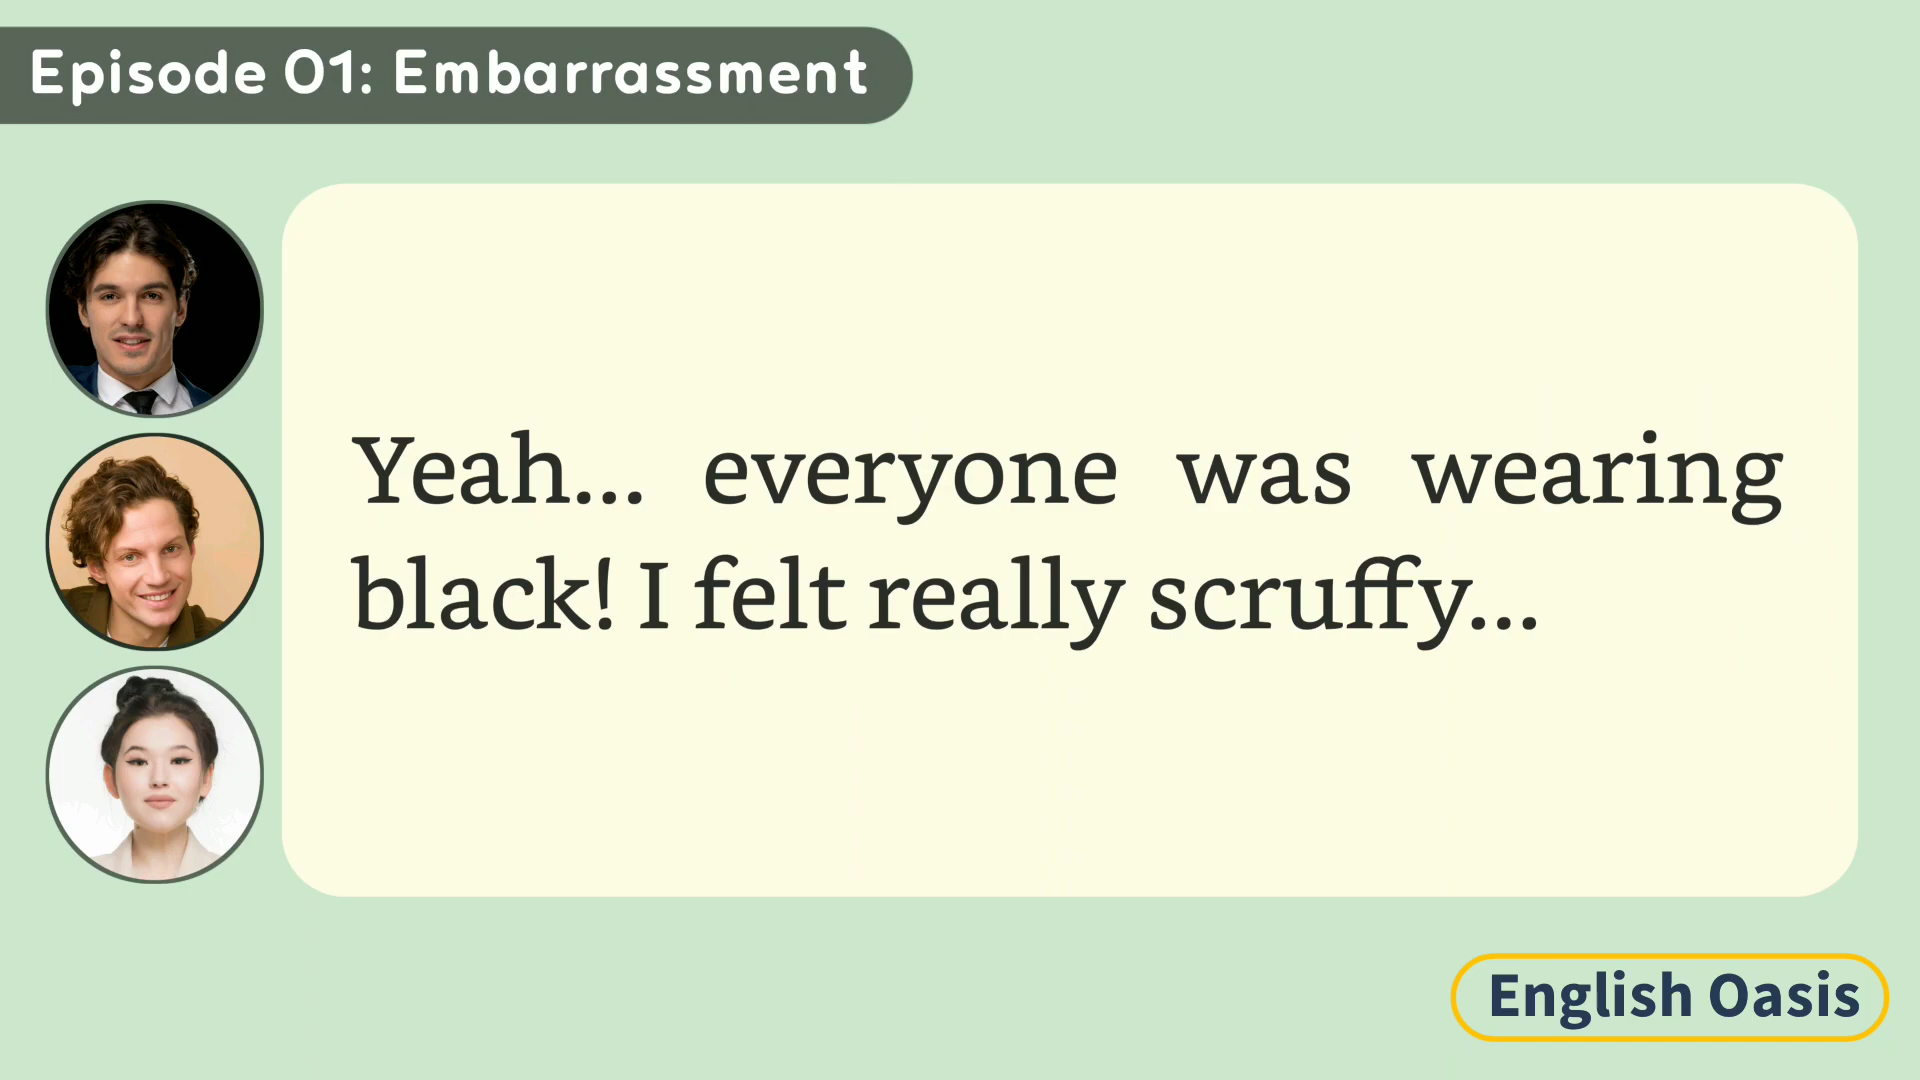 Episode 01: Embarrassment
Yeah... everyone was wearing
black! I felt really scruffy...
English Oasis